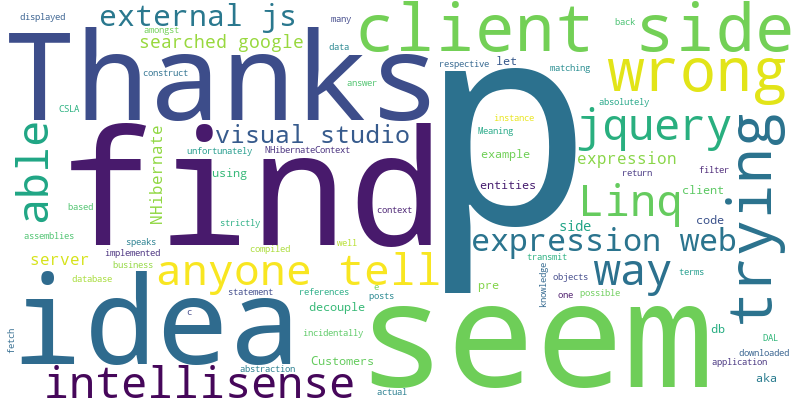 external js
many
client side
back
amongst
searched google
displayed
data
Thanks
construct
respective
let
matching
wrong
answer
absolutely
CSLA
p
instance
visual studio
Meaning
jquery
able
find
NHibernate
unfortunately
NHibernateContext
example
expression
trying
using
return
filter
entities
Linq
client
based
context
code
strictly
side
assemblies
speaks
compiled
well
expression web
implemented
transmit
server
business
anyone tell
way
terms
database
idea
statement
references
e
posts
pre
knowledge
objects
one
possible
decouple
seem
c
db
fetch
incidentally
DAL
Customers
downloaded
abstraction
application
intellisense
actual
aka